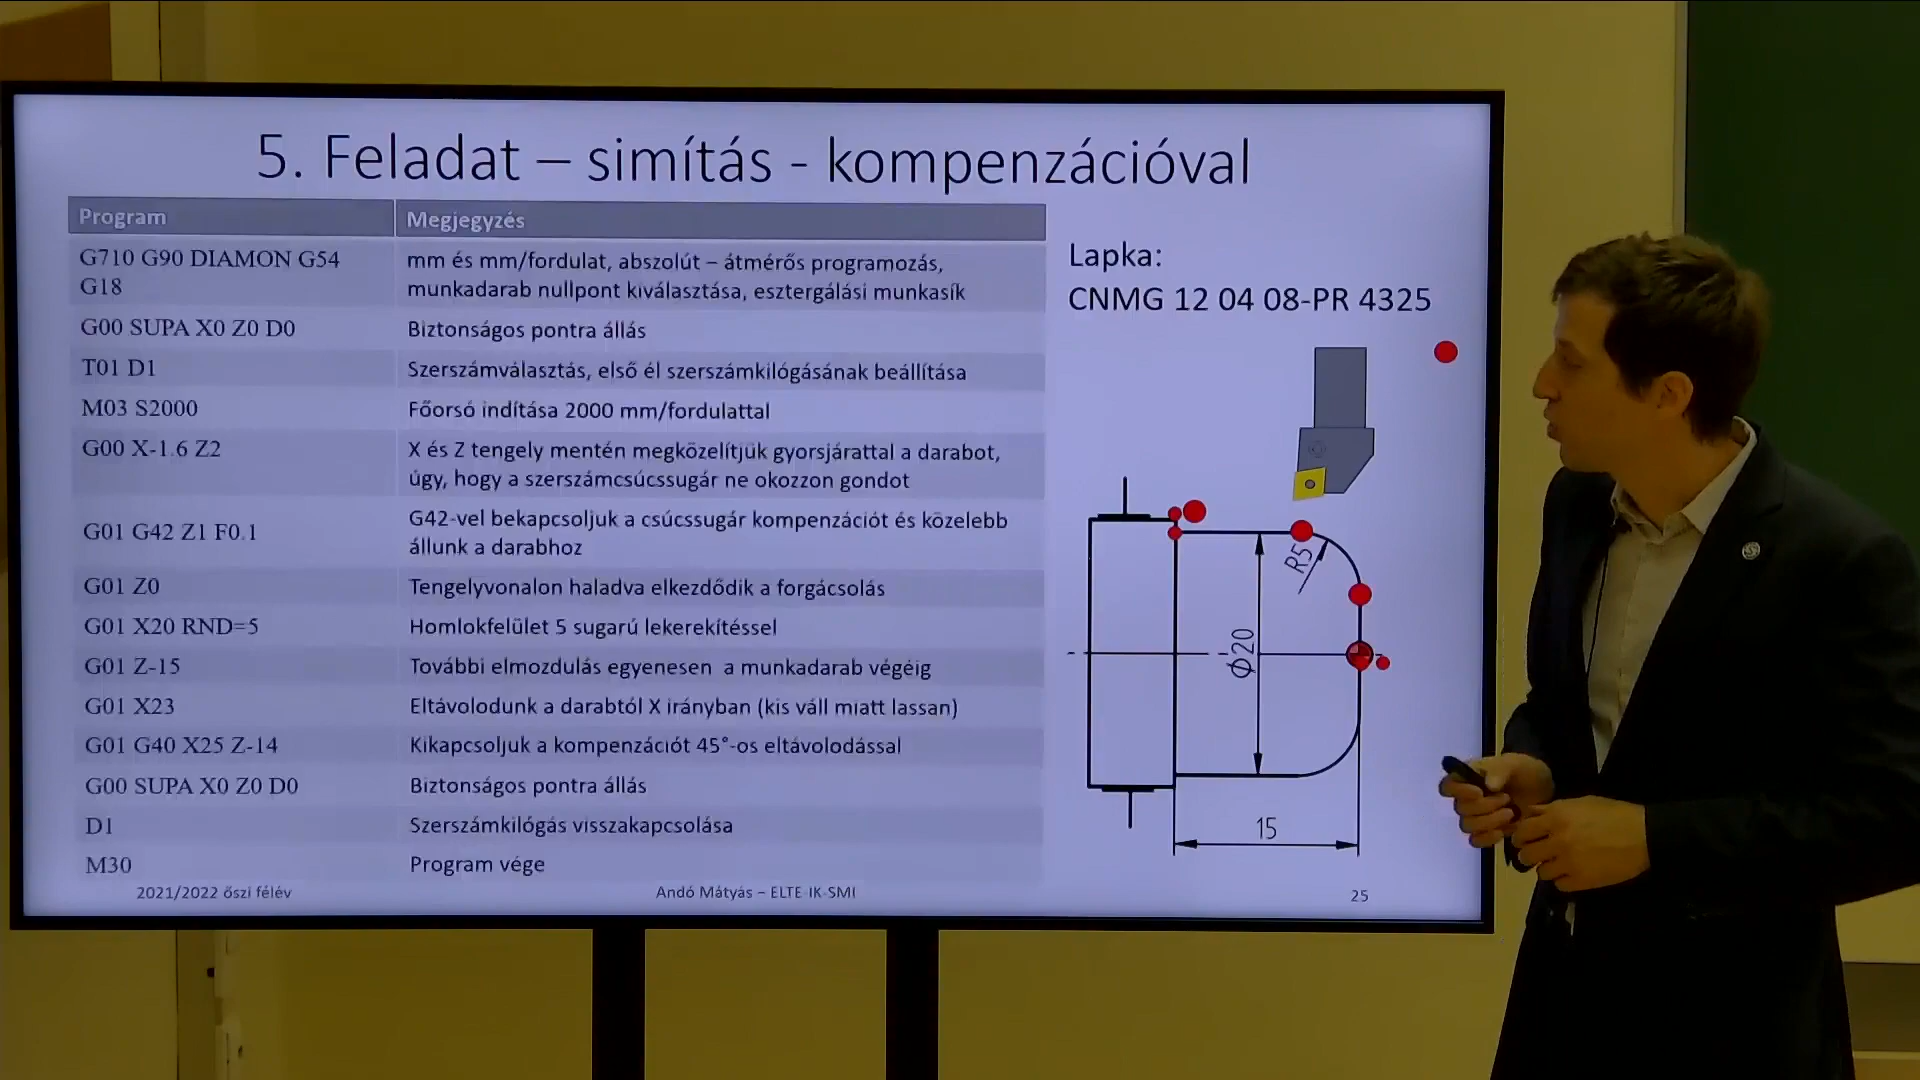 5. Feladat – simítás - kompenzációval
Program
Megjegyzés
G710 G90 DIAMON G54
G18
mm és mm/fordulat, abszolút – átmérős programozás,
munkadarab nullpont kiválasztása, esztergálási munkasík
G00 SUPA X0 Z0 D0
Biztonságos pontra állás
T01 D1
Szerszámválasztás, első él szerszámkilógásának beállítása
M03 S2000
Főorsó indítása 2000 mm/fordulattal
G00 X-1.6 Z2
X és Z tengely mentén megközelítjük gyorsjárattal a darabot,
úgy, hogy a szerszámcsúcssugár ne okozzon gondot
G01 G42 Z1 F0.1
G42-vel bekapcsoljuk a csúcssugár kompenzációt és közelebb
állunk a darabhoz
G01 Z0
Tengelyvonalon haladva elkezdődik a forgácsolás
G01 X20 RND=5
Homlokfelület 5 sugarú lekerekítéssel
G01 Z-15
További elmozdulás egyenesen a munkadarab végéig
G01 X23
Eltávolodunk a darabtól X irányban (kis váll miatt lassan)
G01 G40 X25 Z-14
Kikapcsoljuk a kompenzációt 45°-os eltávolodással
G00 SUPA X0 Z0 D0
Biztonságos pontra állás
D1
Szerszámkilógás visszakapcsolása
M30
Program vége
Lapka:
CNMG 12 04 08-PR 4325
R5
Φ20
15
2021/2022 őszi félév
Andó Mátyás – ELTE-IK-SMI
25